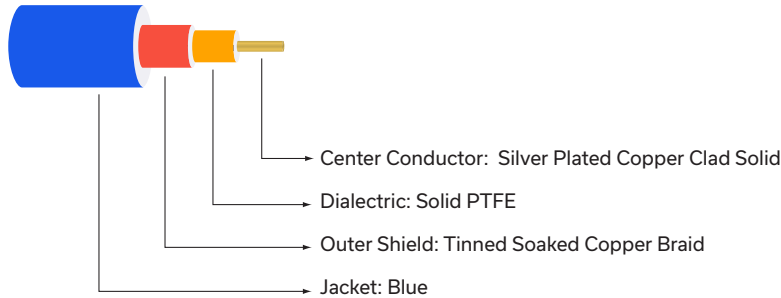 Center Conductor: Silver Plated Copper Clad Solid
Dialectric: Solid PTFE
Outer Shield: Tinned Soaked Copper Braid
Jacket: Blue